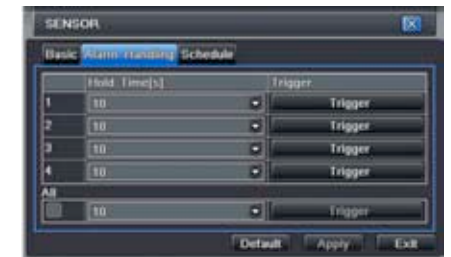 SENSOR
Basic Alarm Handling Schedule
Hold Time[s] Trigger
1 10 Trigger
2 10 Trigger
3 10 Trigger
4 10 Trigger
All
10 Trigger
Default Apply Exit